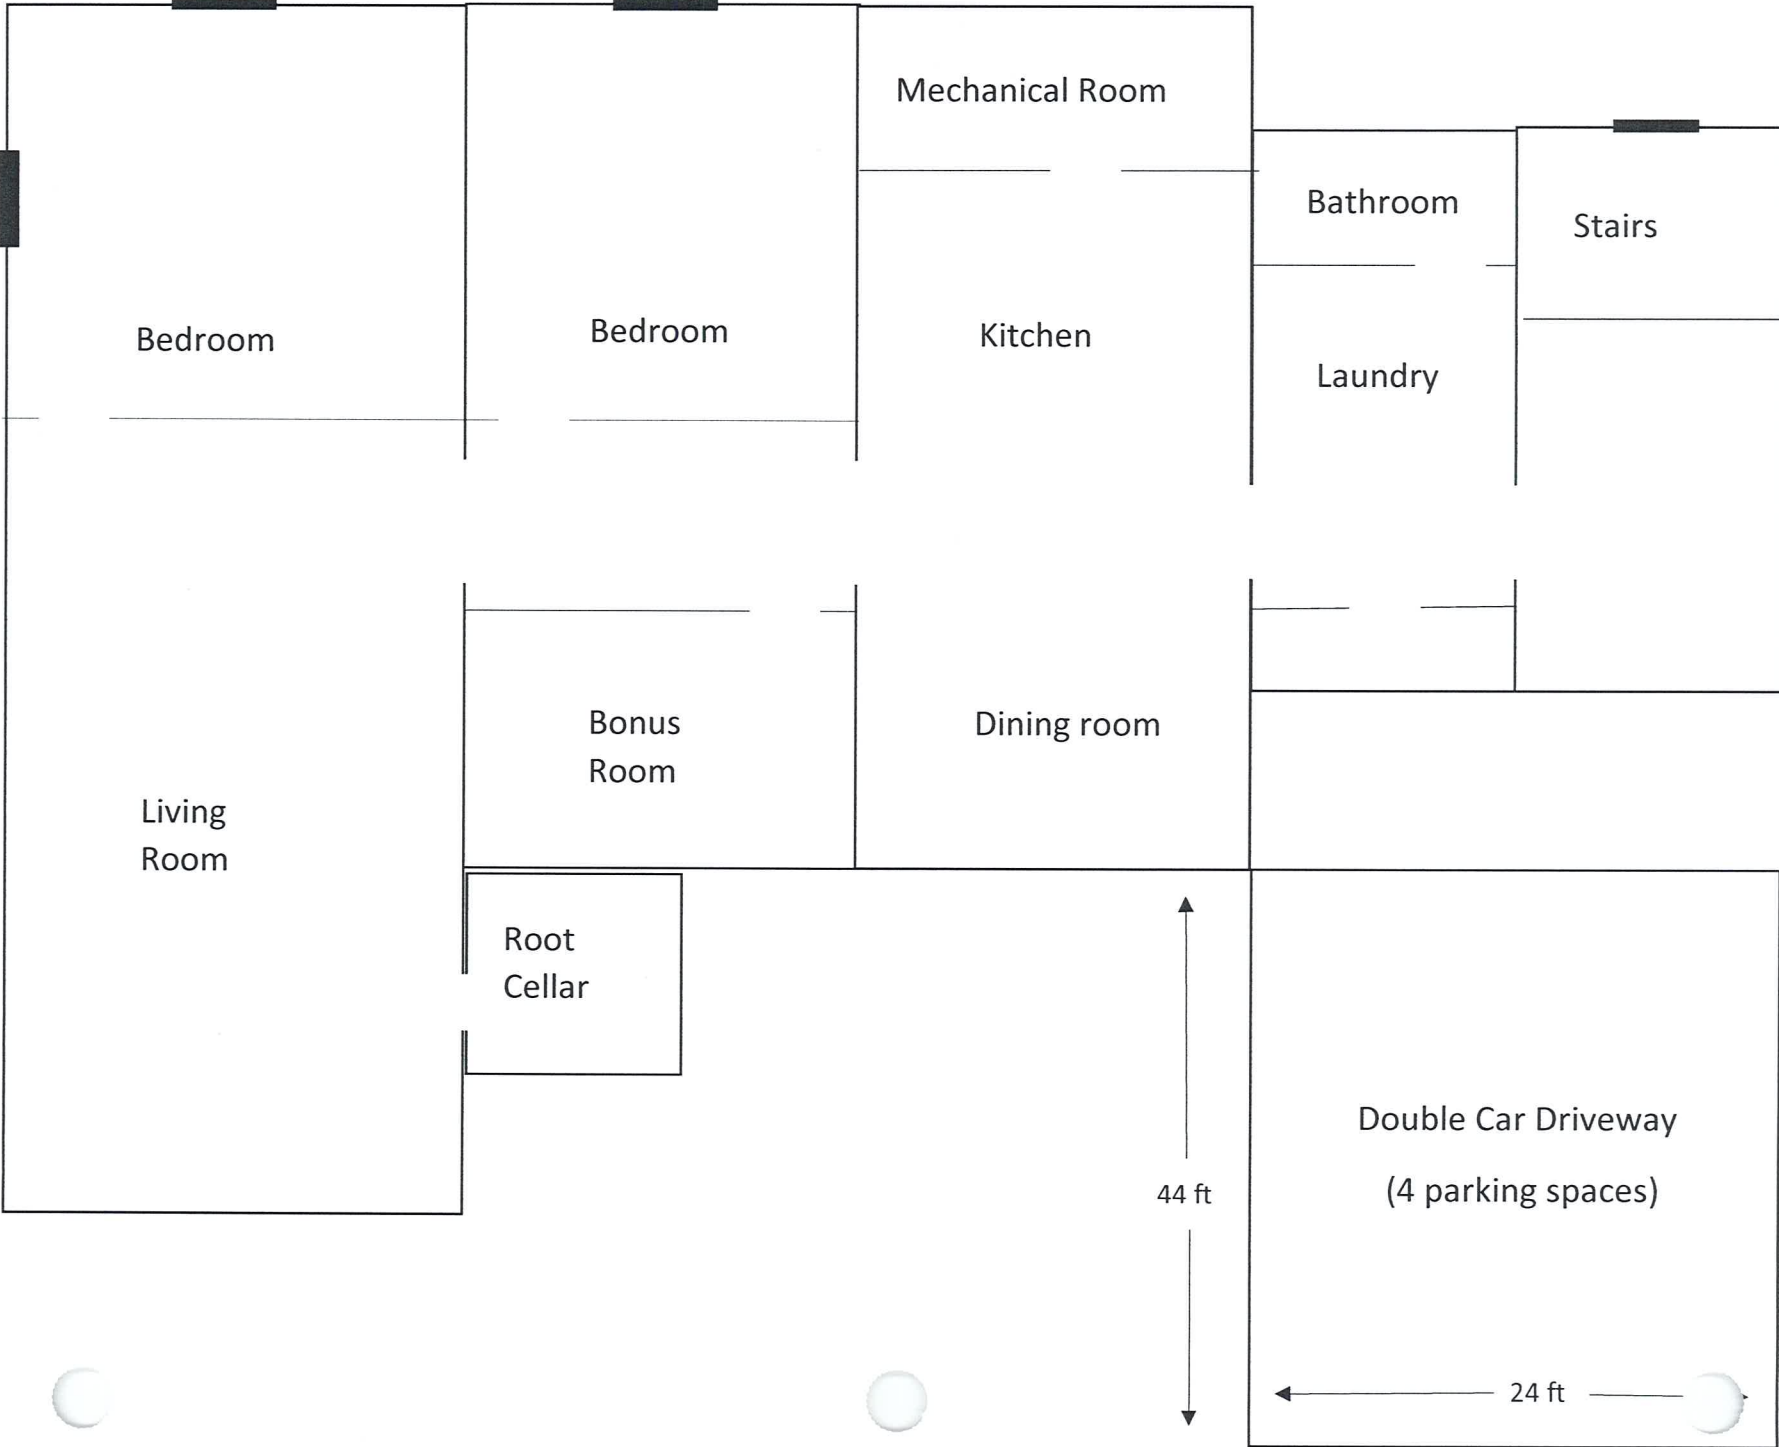 Mechanical Room
Bathroom
Stairs
Bedroom
Bedroom
Kitchen
Laundry
Bonus
Room
Dining room
Living
Room
Root
Cellar
Double Car Driveway
(4 parking spaces)
44 ft
24 ft